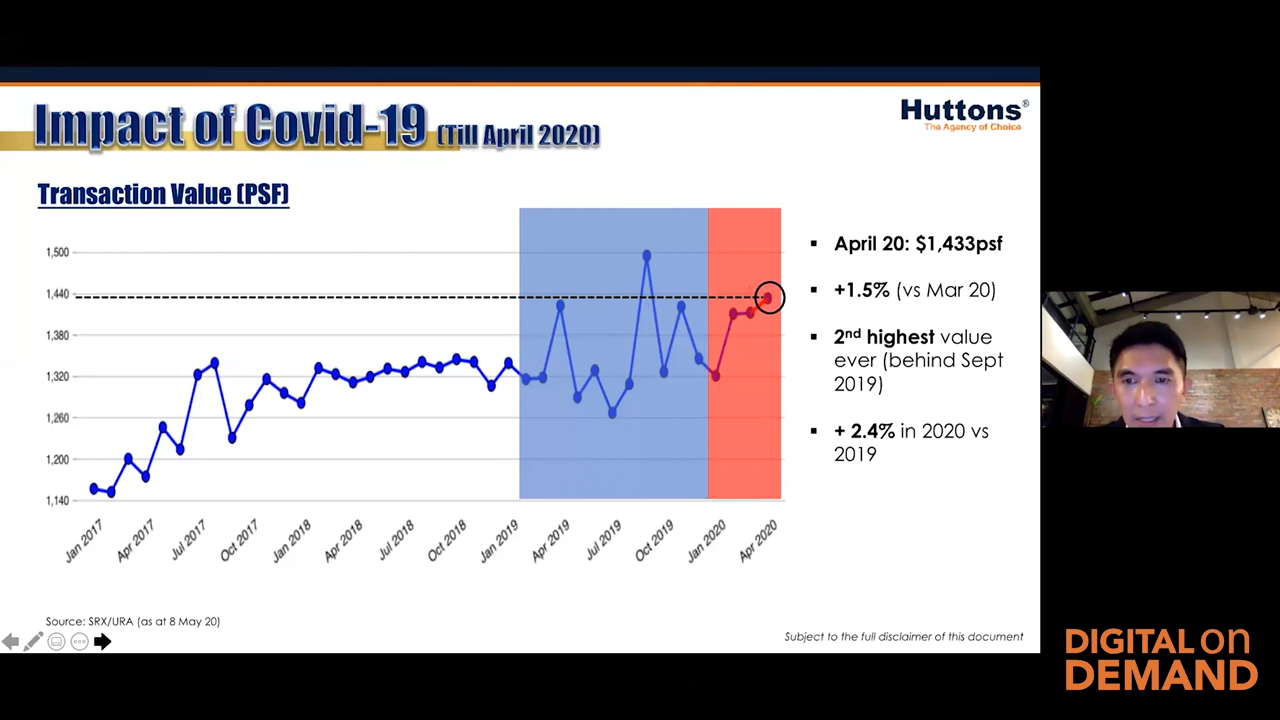 Impact of Covid-19 (Till April 2020)
Huttons®
The Agency of Choice
Transaction Value (PSF)
1,500
1,440
1,380
1,320
1,260
1,200
1,140
Jan 2017
Apr 2017
Jul 2017
Oct 2017
Jan 2018
Apr 2018
Jul 2018
Oct 2018
Jan 2019
Apr 2019
Jul 2019
Oct 2019
Jan 2020
Apr 2020
▪ April 20: $1,433psf
▪ +1.5% (vs Mar 20)
▪ 2nd highest value
ever (behind Sept
2019)
▪ + 2.4% in 2020 vs
2019
Source: SRX/URA (as at 8 May 20)
Subject to the full disclaimer of this document
DIGITAL on
DEMAND